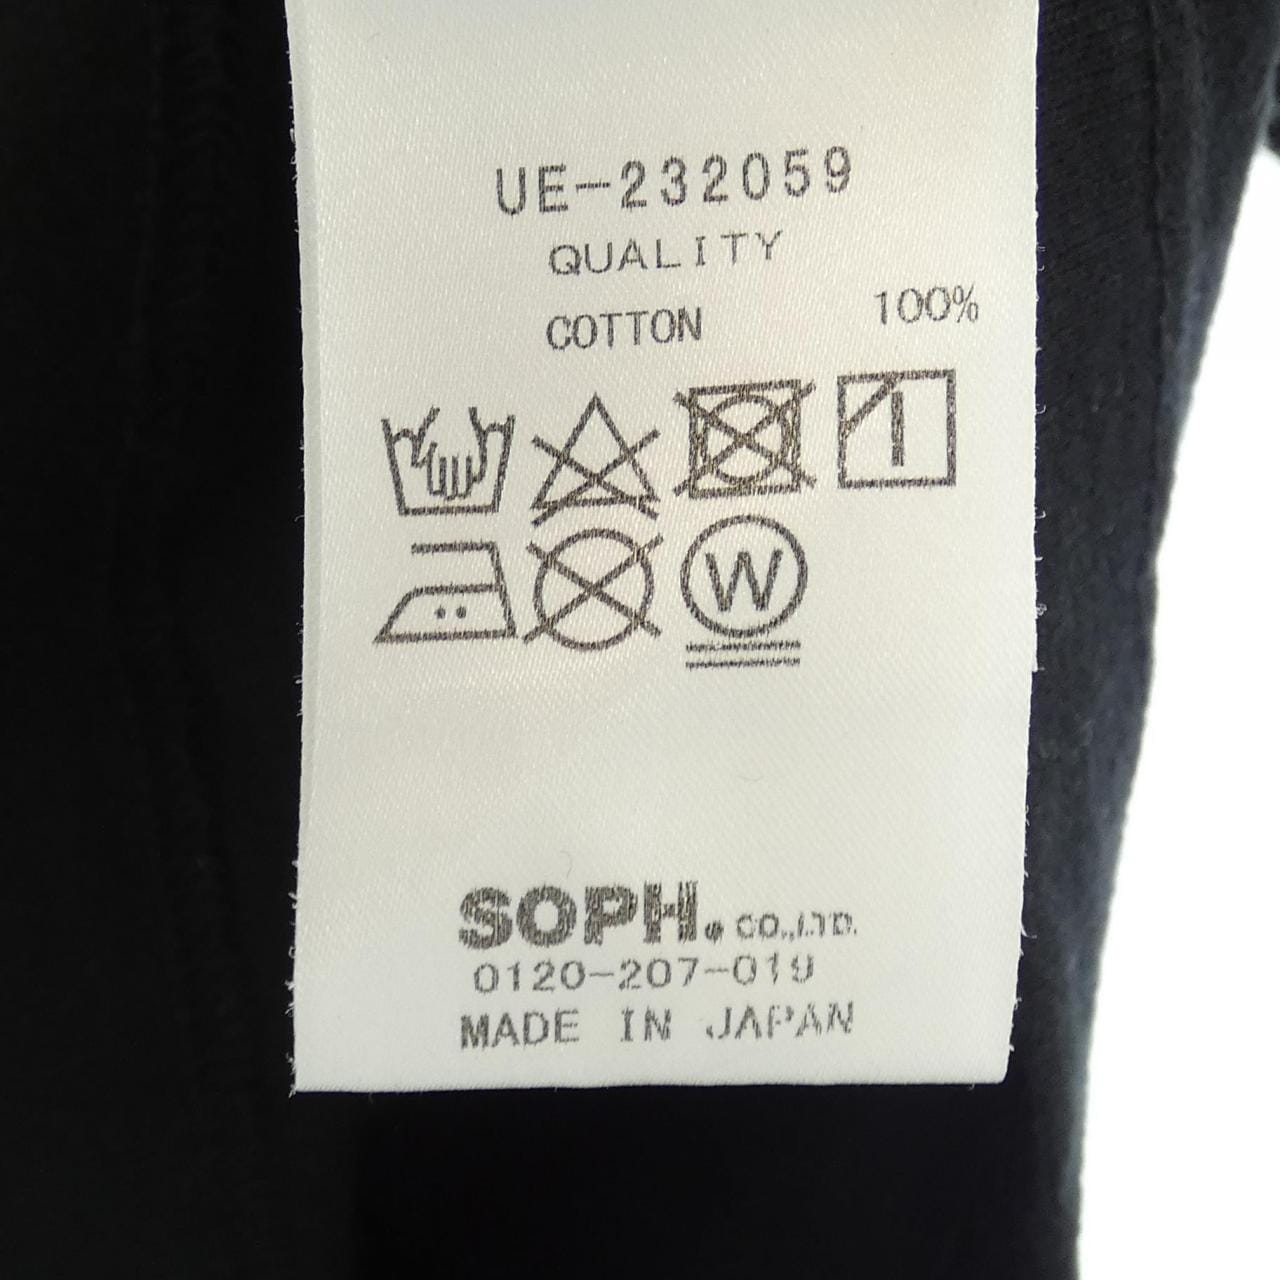 UE-232059
QUALITY
COTTON 100%
W
SOPH. CO.,LTD.
0120-207-019
MADE IN JAPAN